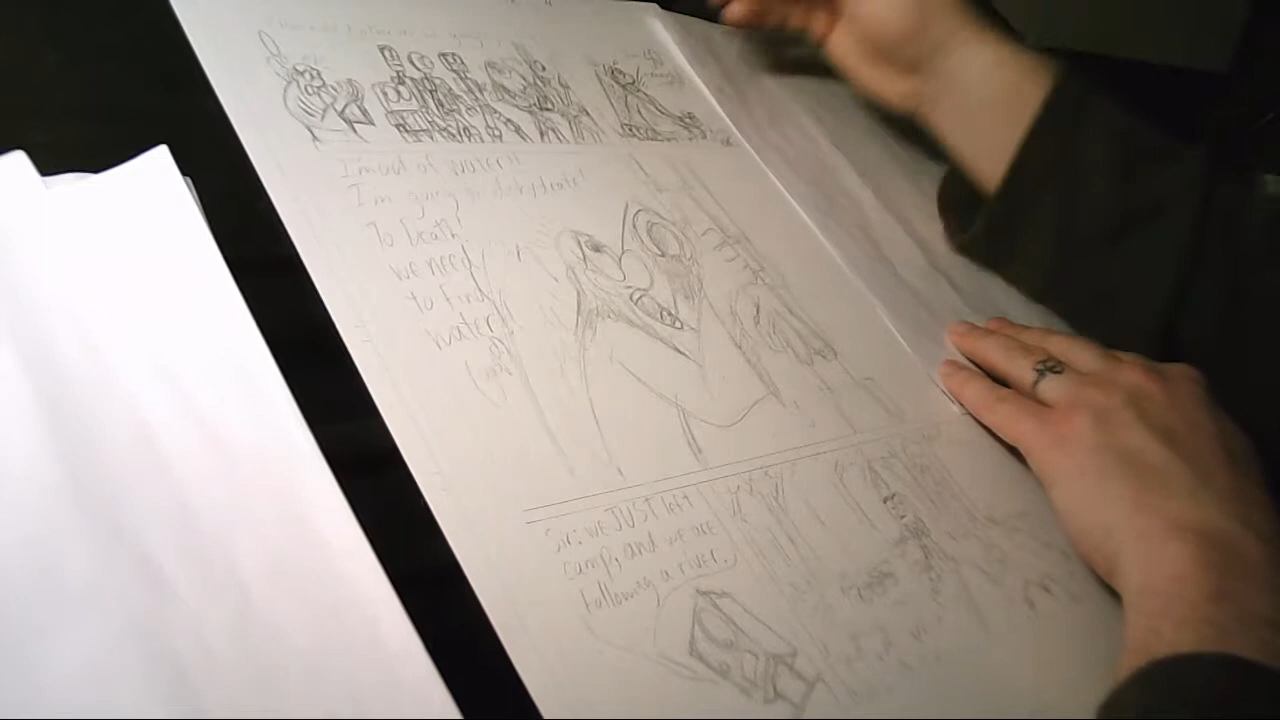 I'm out of water!!
I'm going to dehydrate!
To Death!
we need
to find
water!!
Sir: we JUST left
camp, and we are
following a river.